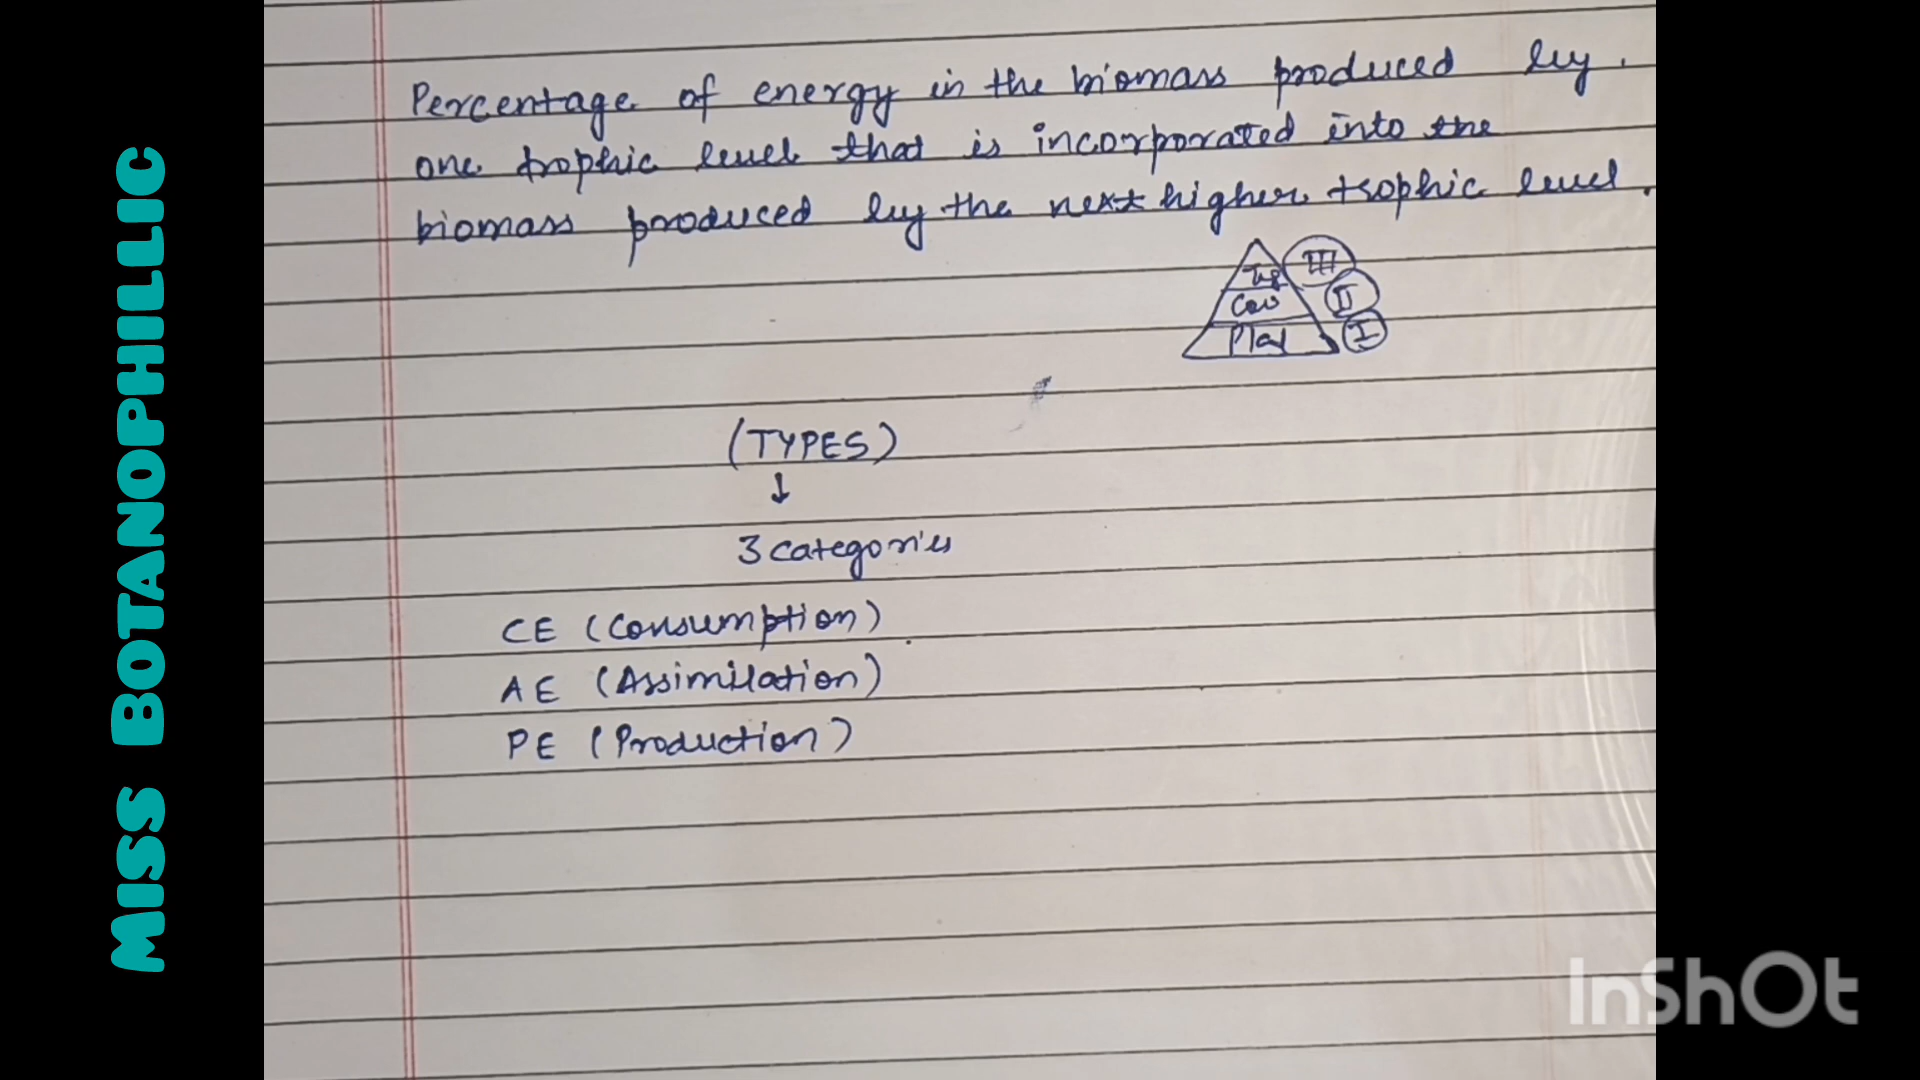 MISS BOTANOPHILLIC
Percentage of energy in the biomass produced by
one trophic level that is incorporated into the
biomass produced by the next higher trophic level.
III
Cow II
I
(TYPES)
↓
3 categories
CE (Consumption)
AE (Assimilation)
PE (Production)
InShOt